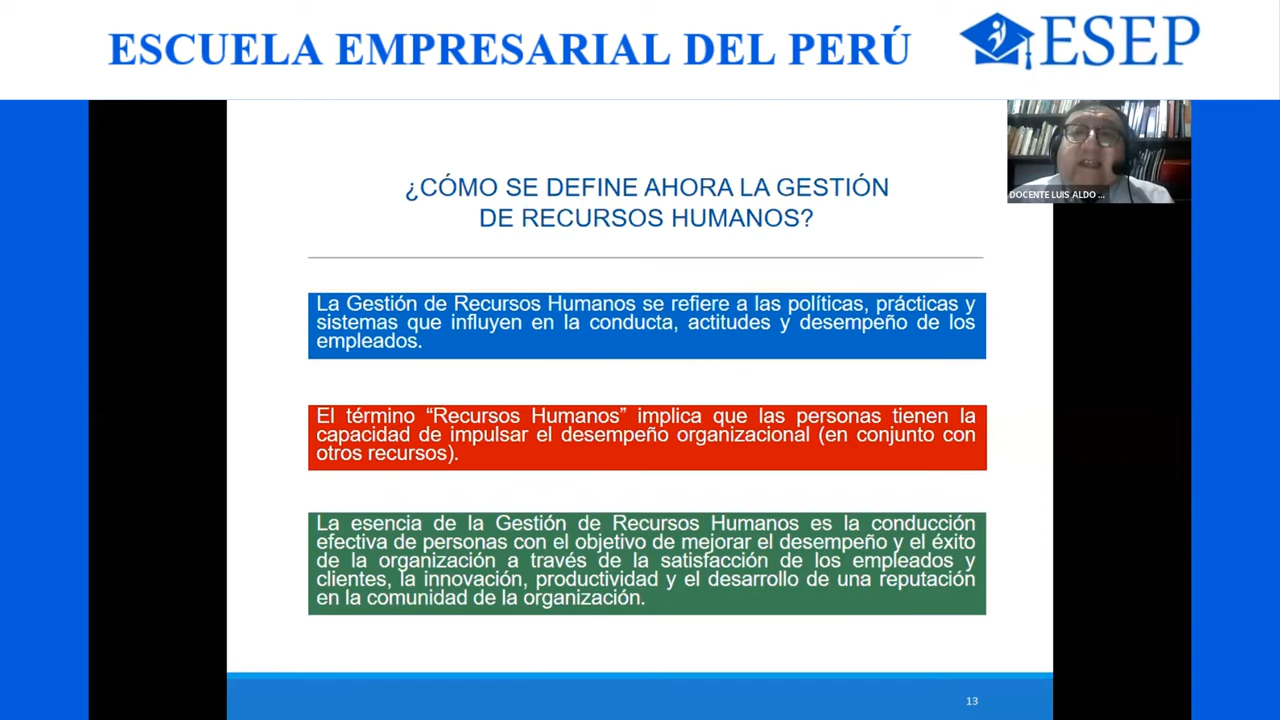 ESCUELA EMPRESARIAL DEL PERÚ
ESEP
DOCENTE LUIS ALDO ...
¿CÓMO SE DEFINE AHORA LA GESTIÓN
DE RECURSOS HUMANOS?
La Gestión de Recursos Humanos se refiere a las políticas, prácticas y
sistemas que influyen en la conducta, actitudes y desempeño de los
empleados.
El término “Recursos Humanos” implica que las personas tienen la
capacidad de impulsar el desempeño organizacional (en conjunto con
otros recursos).
La esencia de la Gestión de Recursos Humanos es la conducción
efectiva de personas con el objetivo de mejorar el desempeño y el éxito
de la organización a través de la satisfacción de los empleados y
clientes, la innovación, productividad y el desarrollo de una reputación
en la comunidad de la organización.
13